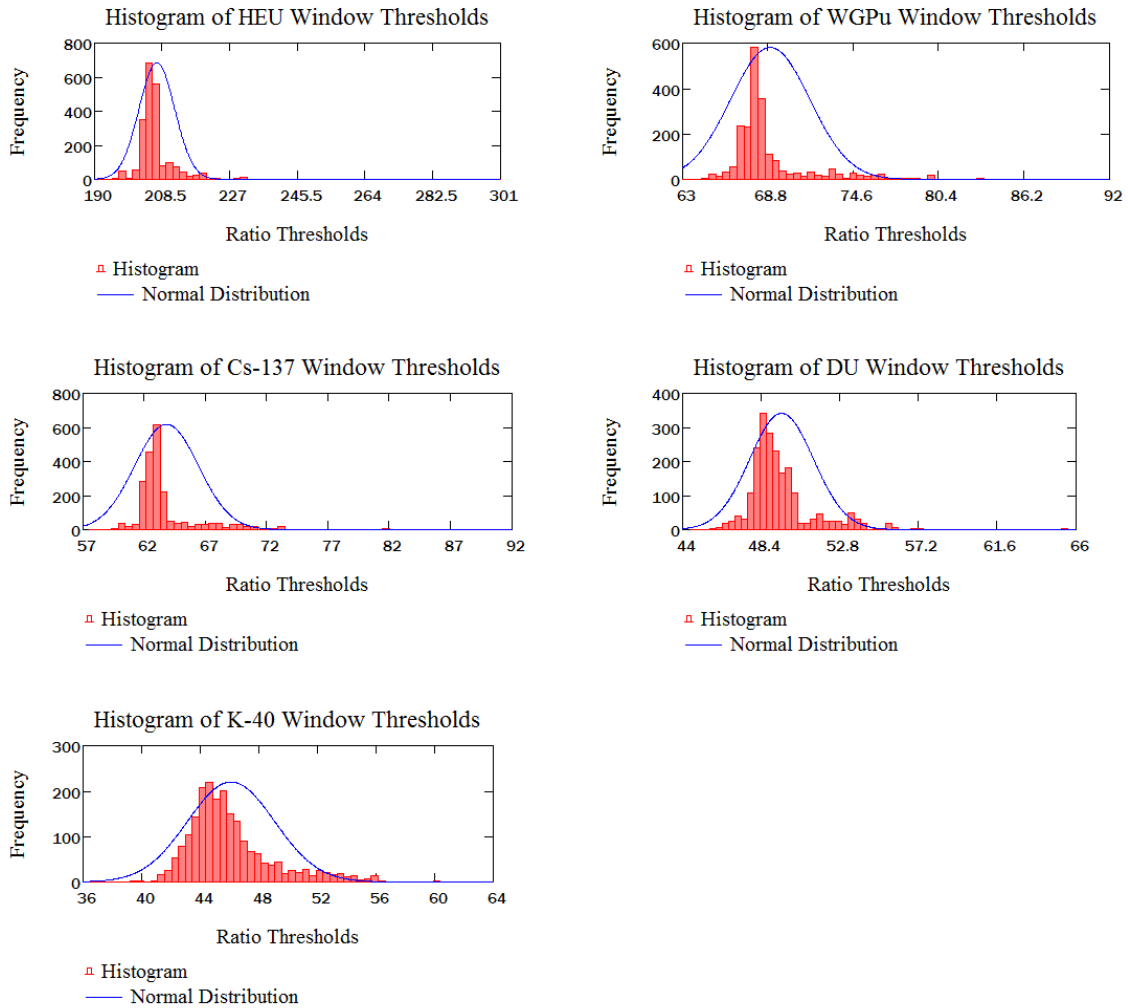 Histogram of HEU Window Thresholds
800
600
400
200
0
Frequency
190 208.5 227 245.5 264 282.5 301
Ratio Thresholds
Histogram
Normal Distribution
Histogram of WGPu Window Thresholds
600
400
200
0
Frequency
63 68.8 74.6 80.4 86.2 92
Ratio Thresholds
Histogram
Normal Distribution
Histogram of Cs-137 Window Thresholds
800
600
400
200
0
Frequency
57 62 67 72 77 82 87 92
Ratio Thresholds
Histogram
Normal Distribution
Histogram of DU Window Thresholds
400
300
200
100
0
Frequency
44 48.4 52.8 57.2 61.6 66
Ratio Thresholds
Histogram
Normal Distribution
Histogram of K-40 Window Thresholds
300
200
100
0
Frequency
36 40 44 48 52 56 60 64
Ratio Thresholds
Histogram
Normal Distribution